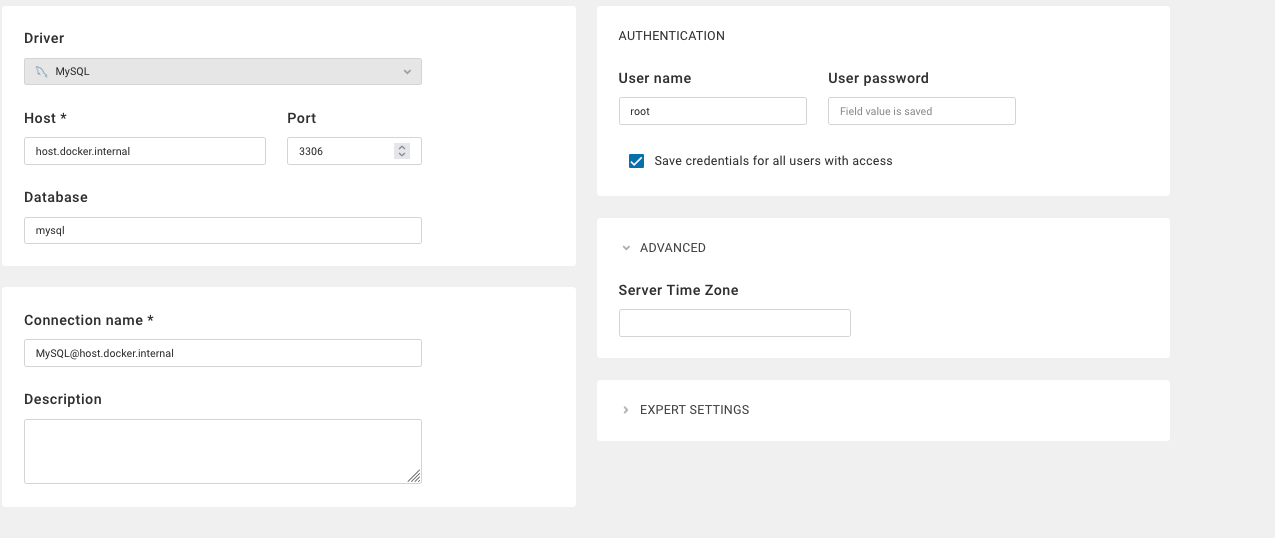 Driver
MySQL
Host *
Port
host.docker.internal
3306
Database
mysql
Connection name *
MySQL@host.docker.internal
Description
AUTHENTICATION
User name
User password
root
Field value is saved
Save credentials for all users with access
ADVANCED
Server Time Zone
EXPERT SETTINGS